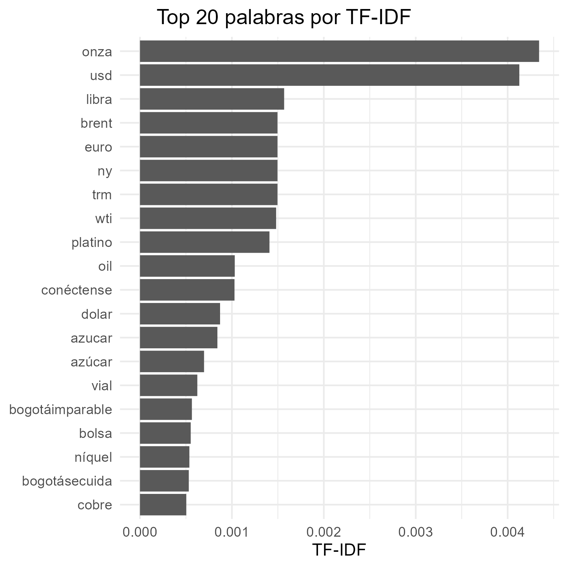 Top 20 palabras por TF-IDF
onza
usd
libra
brent
euro
ny
trm
wti
platino
oil
conéctense
dolar
azucar
azúcar
vial
bogotáimparable
bolsa
níquel
bogotásecuida
cobre
0.000 0.001 0.002 0.003 0.004
TF-IDF